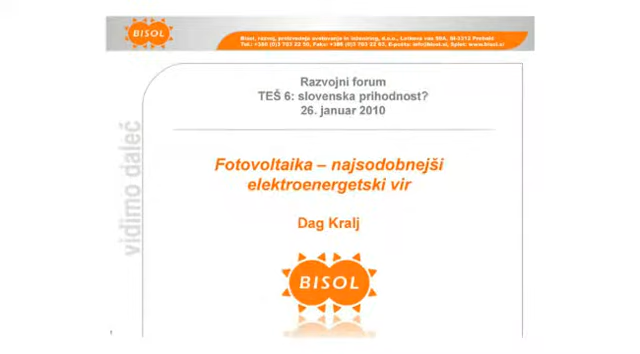 BISOL
Razvojni forum
TEŠ 6: slovenska prihodnost?
26. januar 2010
vidimo daleč
Fotovoltaika – najsodobnejši
elektroenergetski vir
Dag Kralj
BISOL